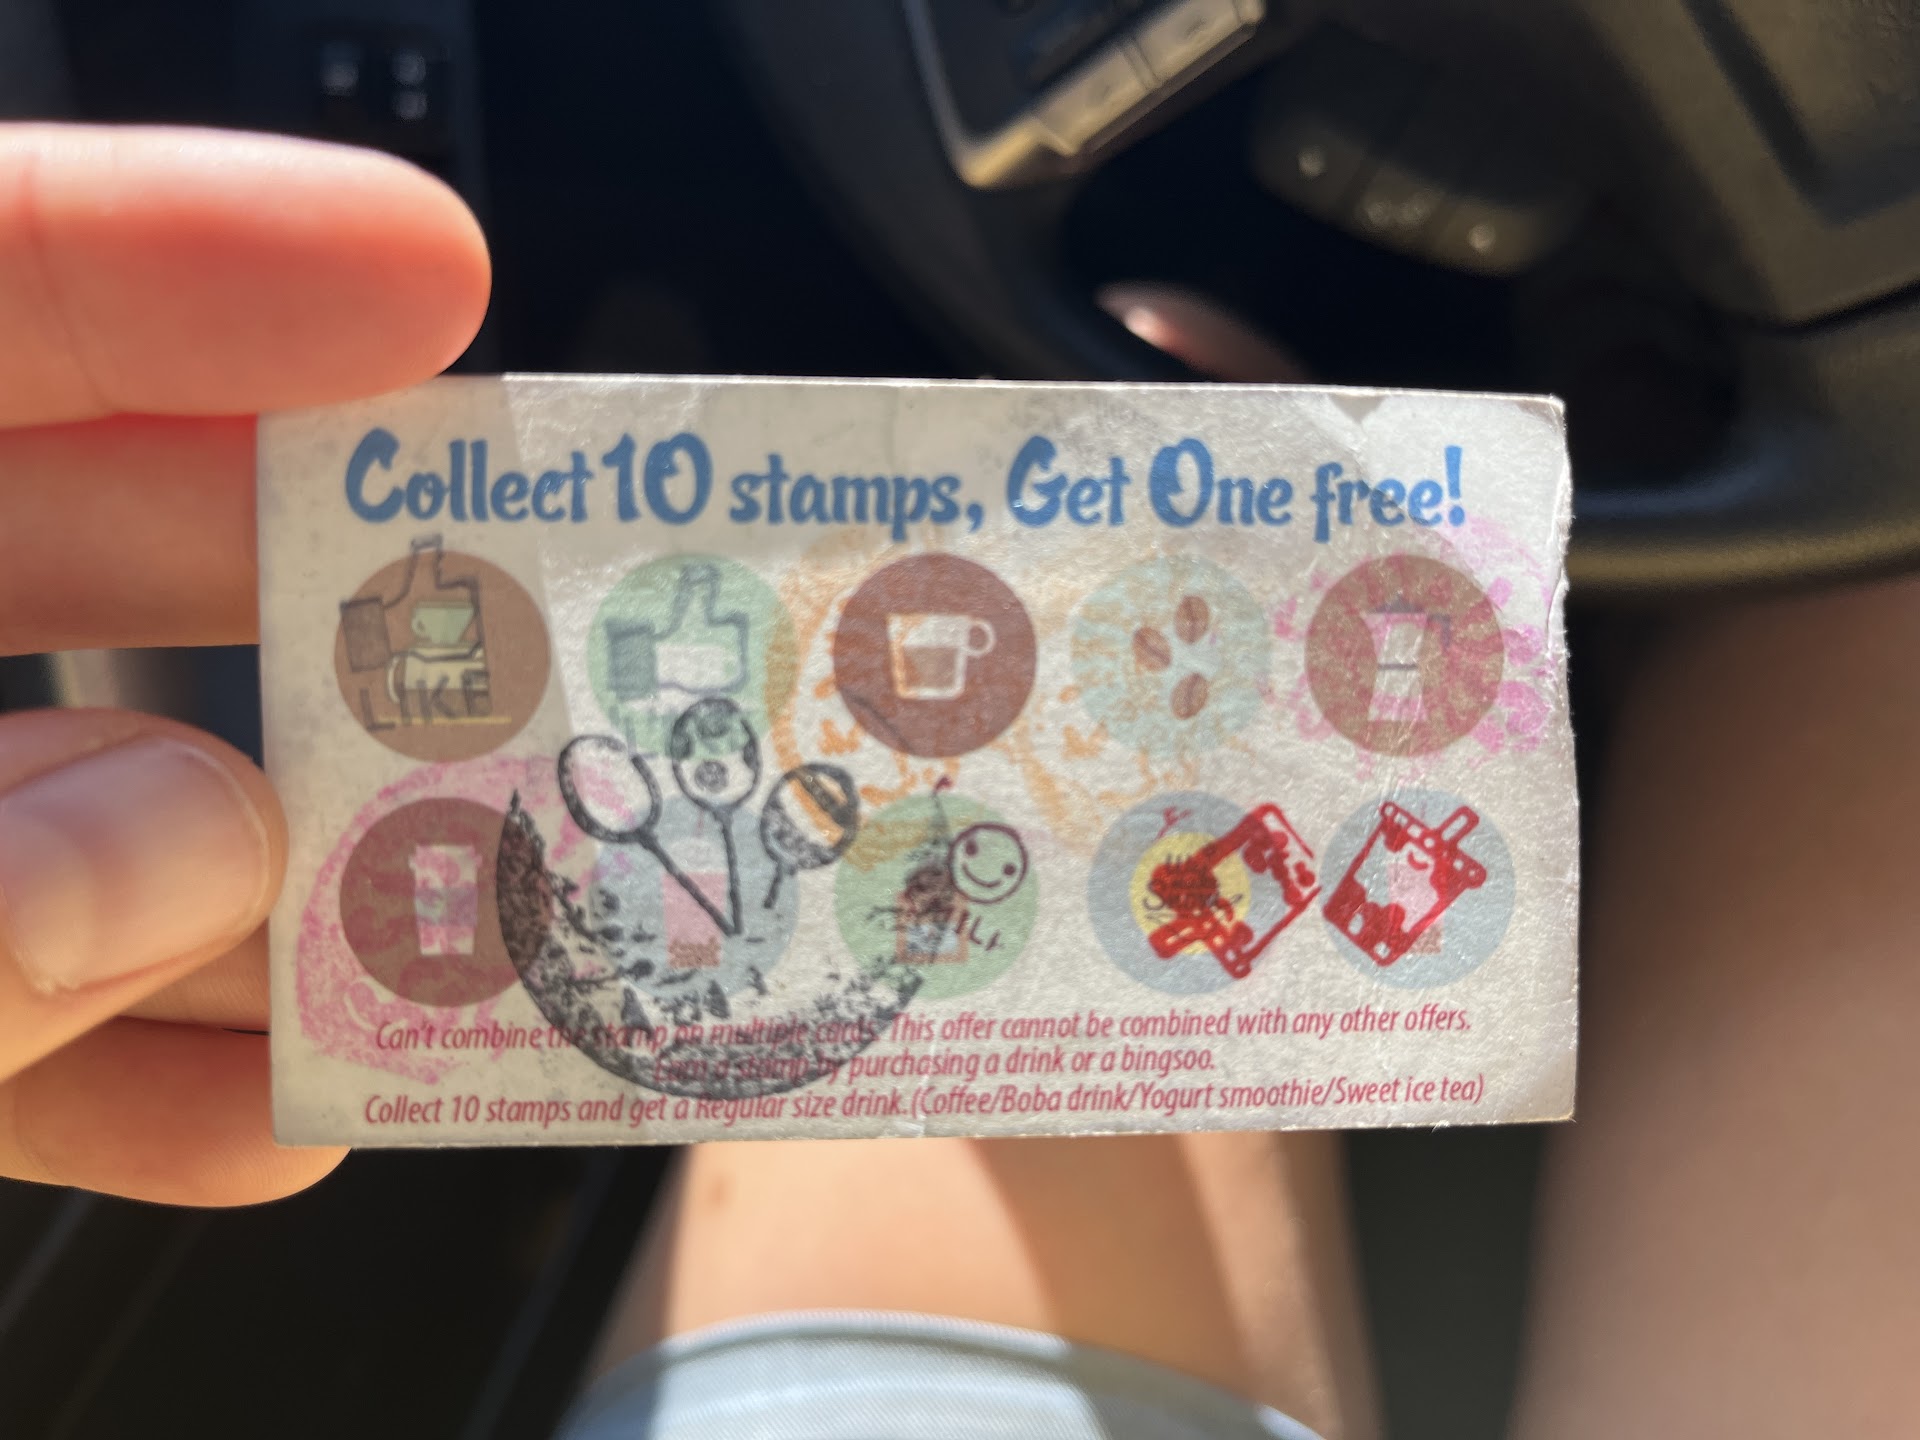 Collect 10 stamps, Get One free!
LIKE
Can't combine the stamp on multiple cards. This offer cannot be combined with any other offers.
Earn a stamp by purchasing a drink or a bingsoo.
Collect 10 stamps and get a Regular size drink.(Coffee/Boba drink/Yogurt smoothie/Sweet ice tea)